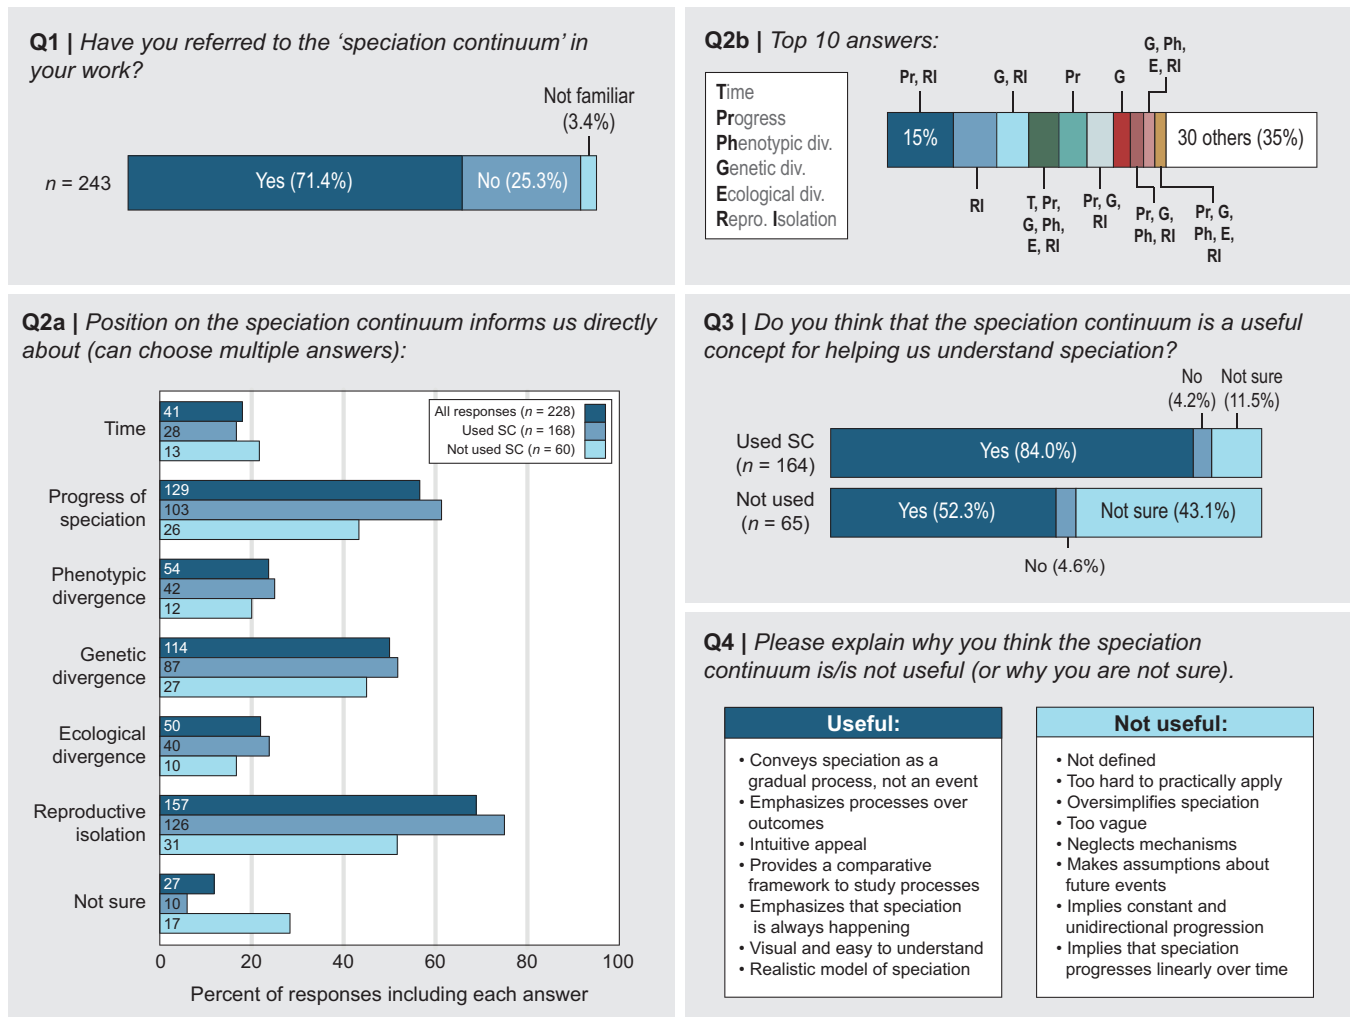 Q1 | Have you referred to the ‘speciation continuum’ in
your work?
Not familiar
(3.4%)
n = 243
Yes (71.4%)
No (25.3%)
Q2b | Top 10 answers:
Time
Progress
Phenotypic div.
Genetic div.
Ecological div.
Repro. Isolation
Pr, RI
G, RI
Pr
G
G, Ph,
E, RI
15%
30 others (35%)
RI
T, Pr,
G, Ph,
E, RI
Pr, G,
RI
Pr, G,
Ph, RI
Pr, G,
Ph, E,
RI
Q2a | Position on the speciation continuum informs us directly
about (can choose multiple answers):
All responses (n = 228)
Used SC (n = 168)
Not used SC (n = 60)
Time
41
28
13
Progress of
speciation
129
103
26
Phenotypic
divergence
54
42
12
Genetic
divergence
114
87
27
Ecological
divergence
50
40
10
Reproductive
isolation
157
126
31
Not sure
27
10
17
0 20 40 60 80 100
Percent of responses including each answer
Q3 | Do you think that the speciation continuum is a useful
concept for helping us understand speciation?
No
(4.2%)
Not sure
(11.5%)
Used SC
(n = 164)
Yes (84.0%)
Not used
(n = 65)
Yes (52.3%)
Not sure (43.1%)
No (4.6%)
Q4 | Please explain why you think the speciation
continuum is/is not useful (or why you are not sure).
Useful:
• Conveys speciation as a
gradual process, not an event
• Emphasizes processes over
outcomes
• Intuitive appeal
• Provides a comparative
framework to study processes
• Emphasizes that speciation
is always happening
• Visual and easy to understand
• Realistic model of speciation
Not useful:
• Not defined
• Too hard to practically apply
• Oversimplifies speciation
• Too vague
• Neglects mechanisms
• Makes assumptions about
future events
• Implies constant and
unidirectional progression
• Implies that speciation
progresses linearly over time